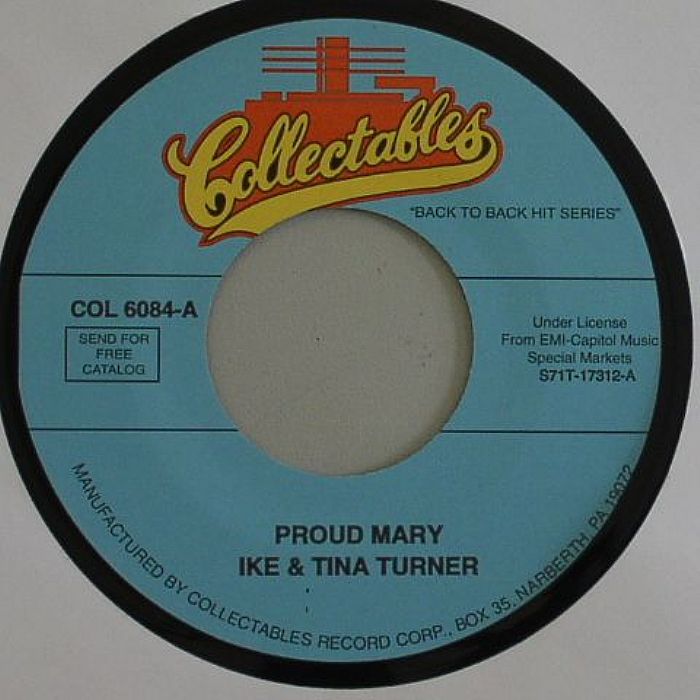 Collectables
"BACK TO BACK HIT SERIES"
COL 6084-A
SEND FOR
FREE
CATALOG
Under License
From EMI-Capitol Music
Special Markets
S71T-17312-A
PROUD MARY
IKE & TINA TURNER
MANUFACTURED BY COLLECTABLES RECORD CORP., BOX 35, NARBERTH, PA 19072